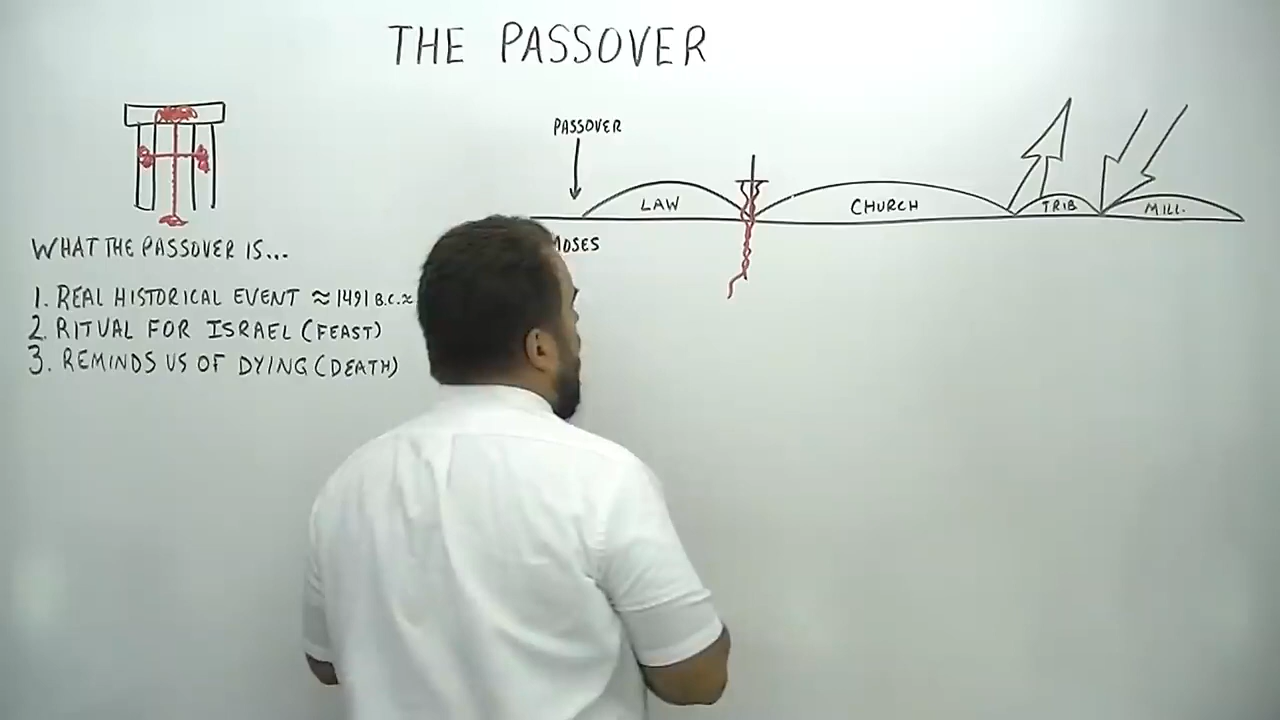 THE PASSOVER
PASSOVER
LAW
CHURCH
TRIB
MILL.
WHAT THE PASSOVER IS...
1. REAL HISTORICAL EVENT ≈ 1491 B.C. ≈
2. RITUAL FOR ISRAEL (FEAST)
3. REMINDS US OF DYING (DEATH)
MOSES